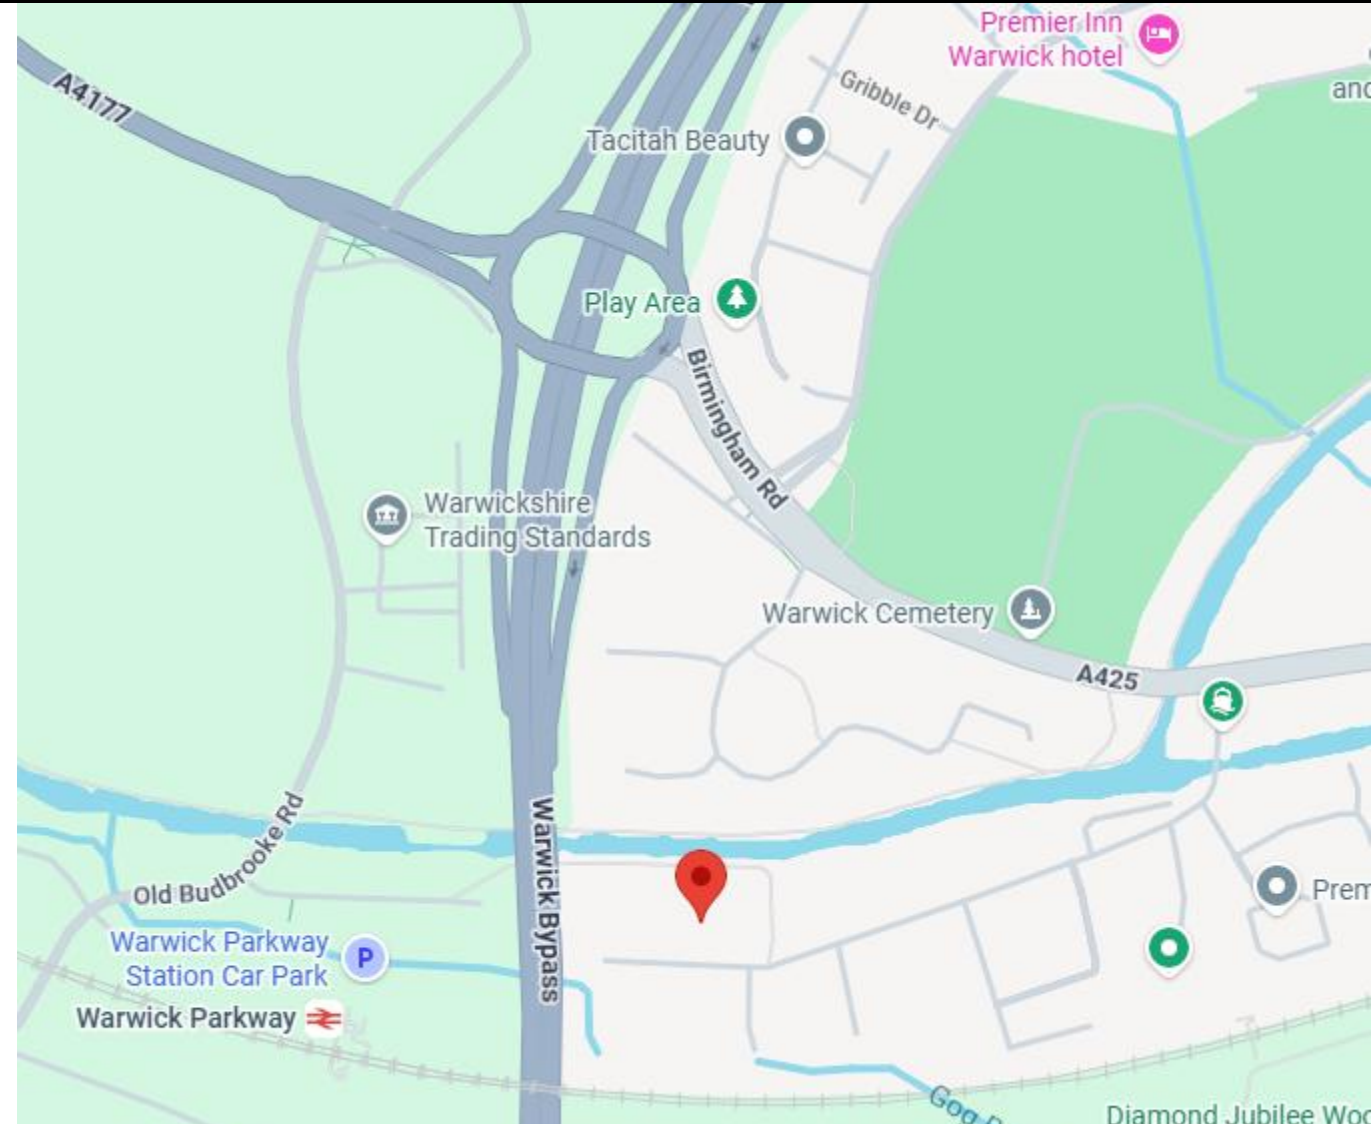 Premier Inn
Warwick hotel
A4177
Gribble Dr
Tacitah Beauty
Play Area
Birmingham Rd
Warwickshire
Trading Standards
Warwick Cemetery
A425
Warwick Bypass
Old Budbrooke Rd
Warwick Parkway
Station Car Park
P
Warwick Parkway
Prem
Gog
Diamond Jubilee Woo
and